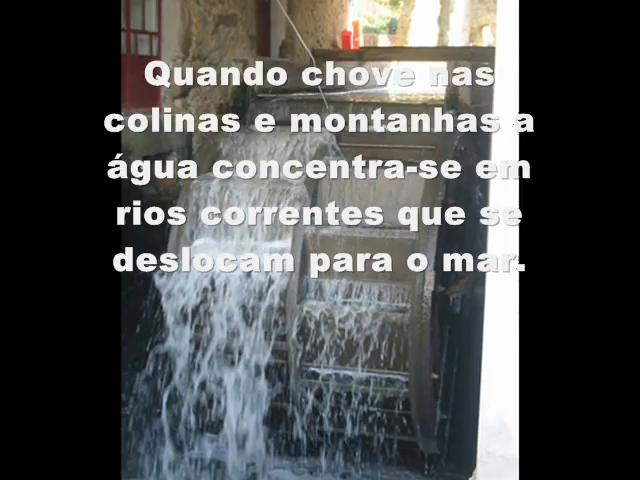 Quando chove nas
colinas e montanhas a
água concentra-se em
rios correntes que se
deslocam para o mar.